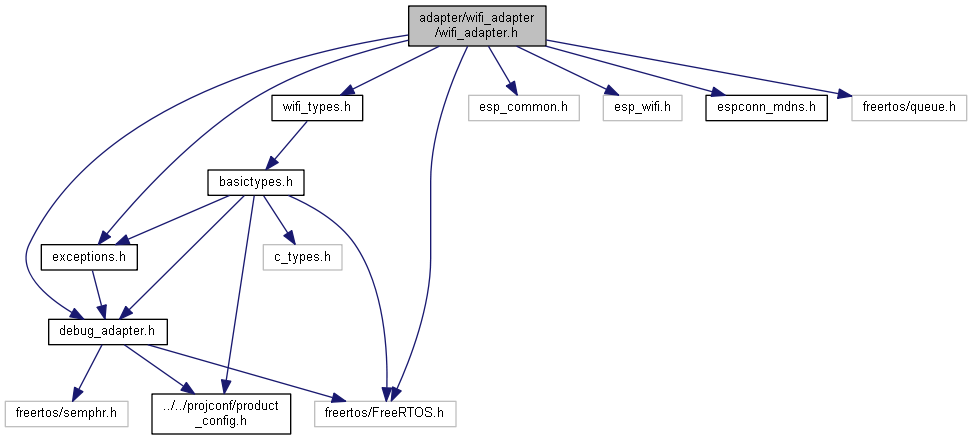 adapter/wifi_adapter
/wifi_adapter.h
wifi_types.h
esp_common.h
esp_wifi.h
espconn_mdns.h
freertos/queue.h
basictypes.h
exceptions.h
c_types.h
debug_adapter.h
freertos/semphr.h
../../projconf/product
_config.h
freertos/FreeRTOS.h